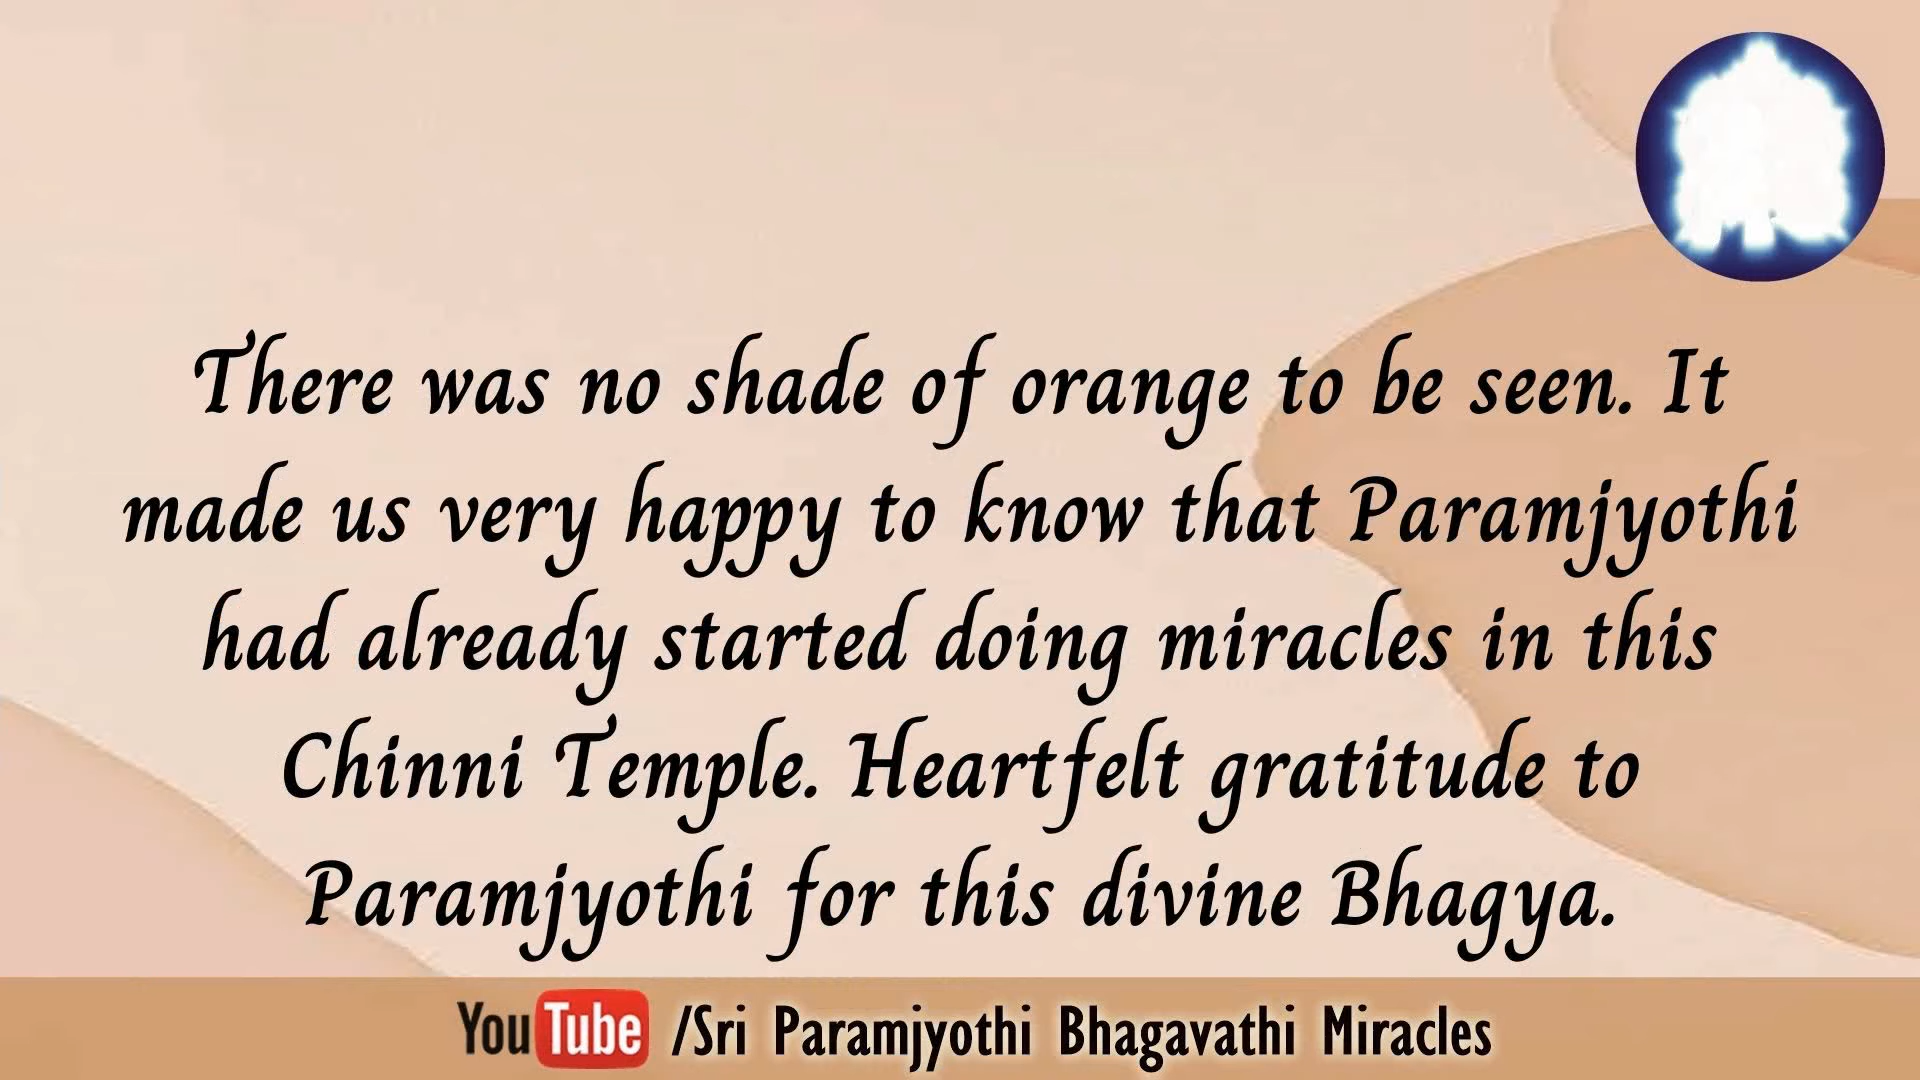 There was no shade of orange to be seen. It
made us very happy to know that Paramjyothi
had already started doing miracles in this
Chinni Temple. Heartfelt gratitude to
Paramjyothi for this divine Bhagya.
YouTube /Sri Paramjyothi Bhagavathi Miracles